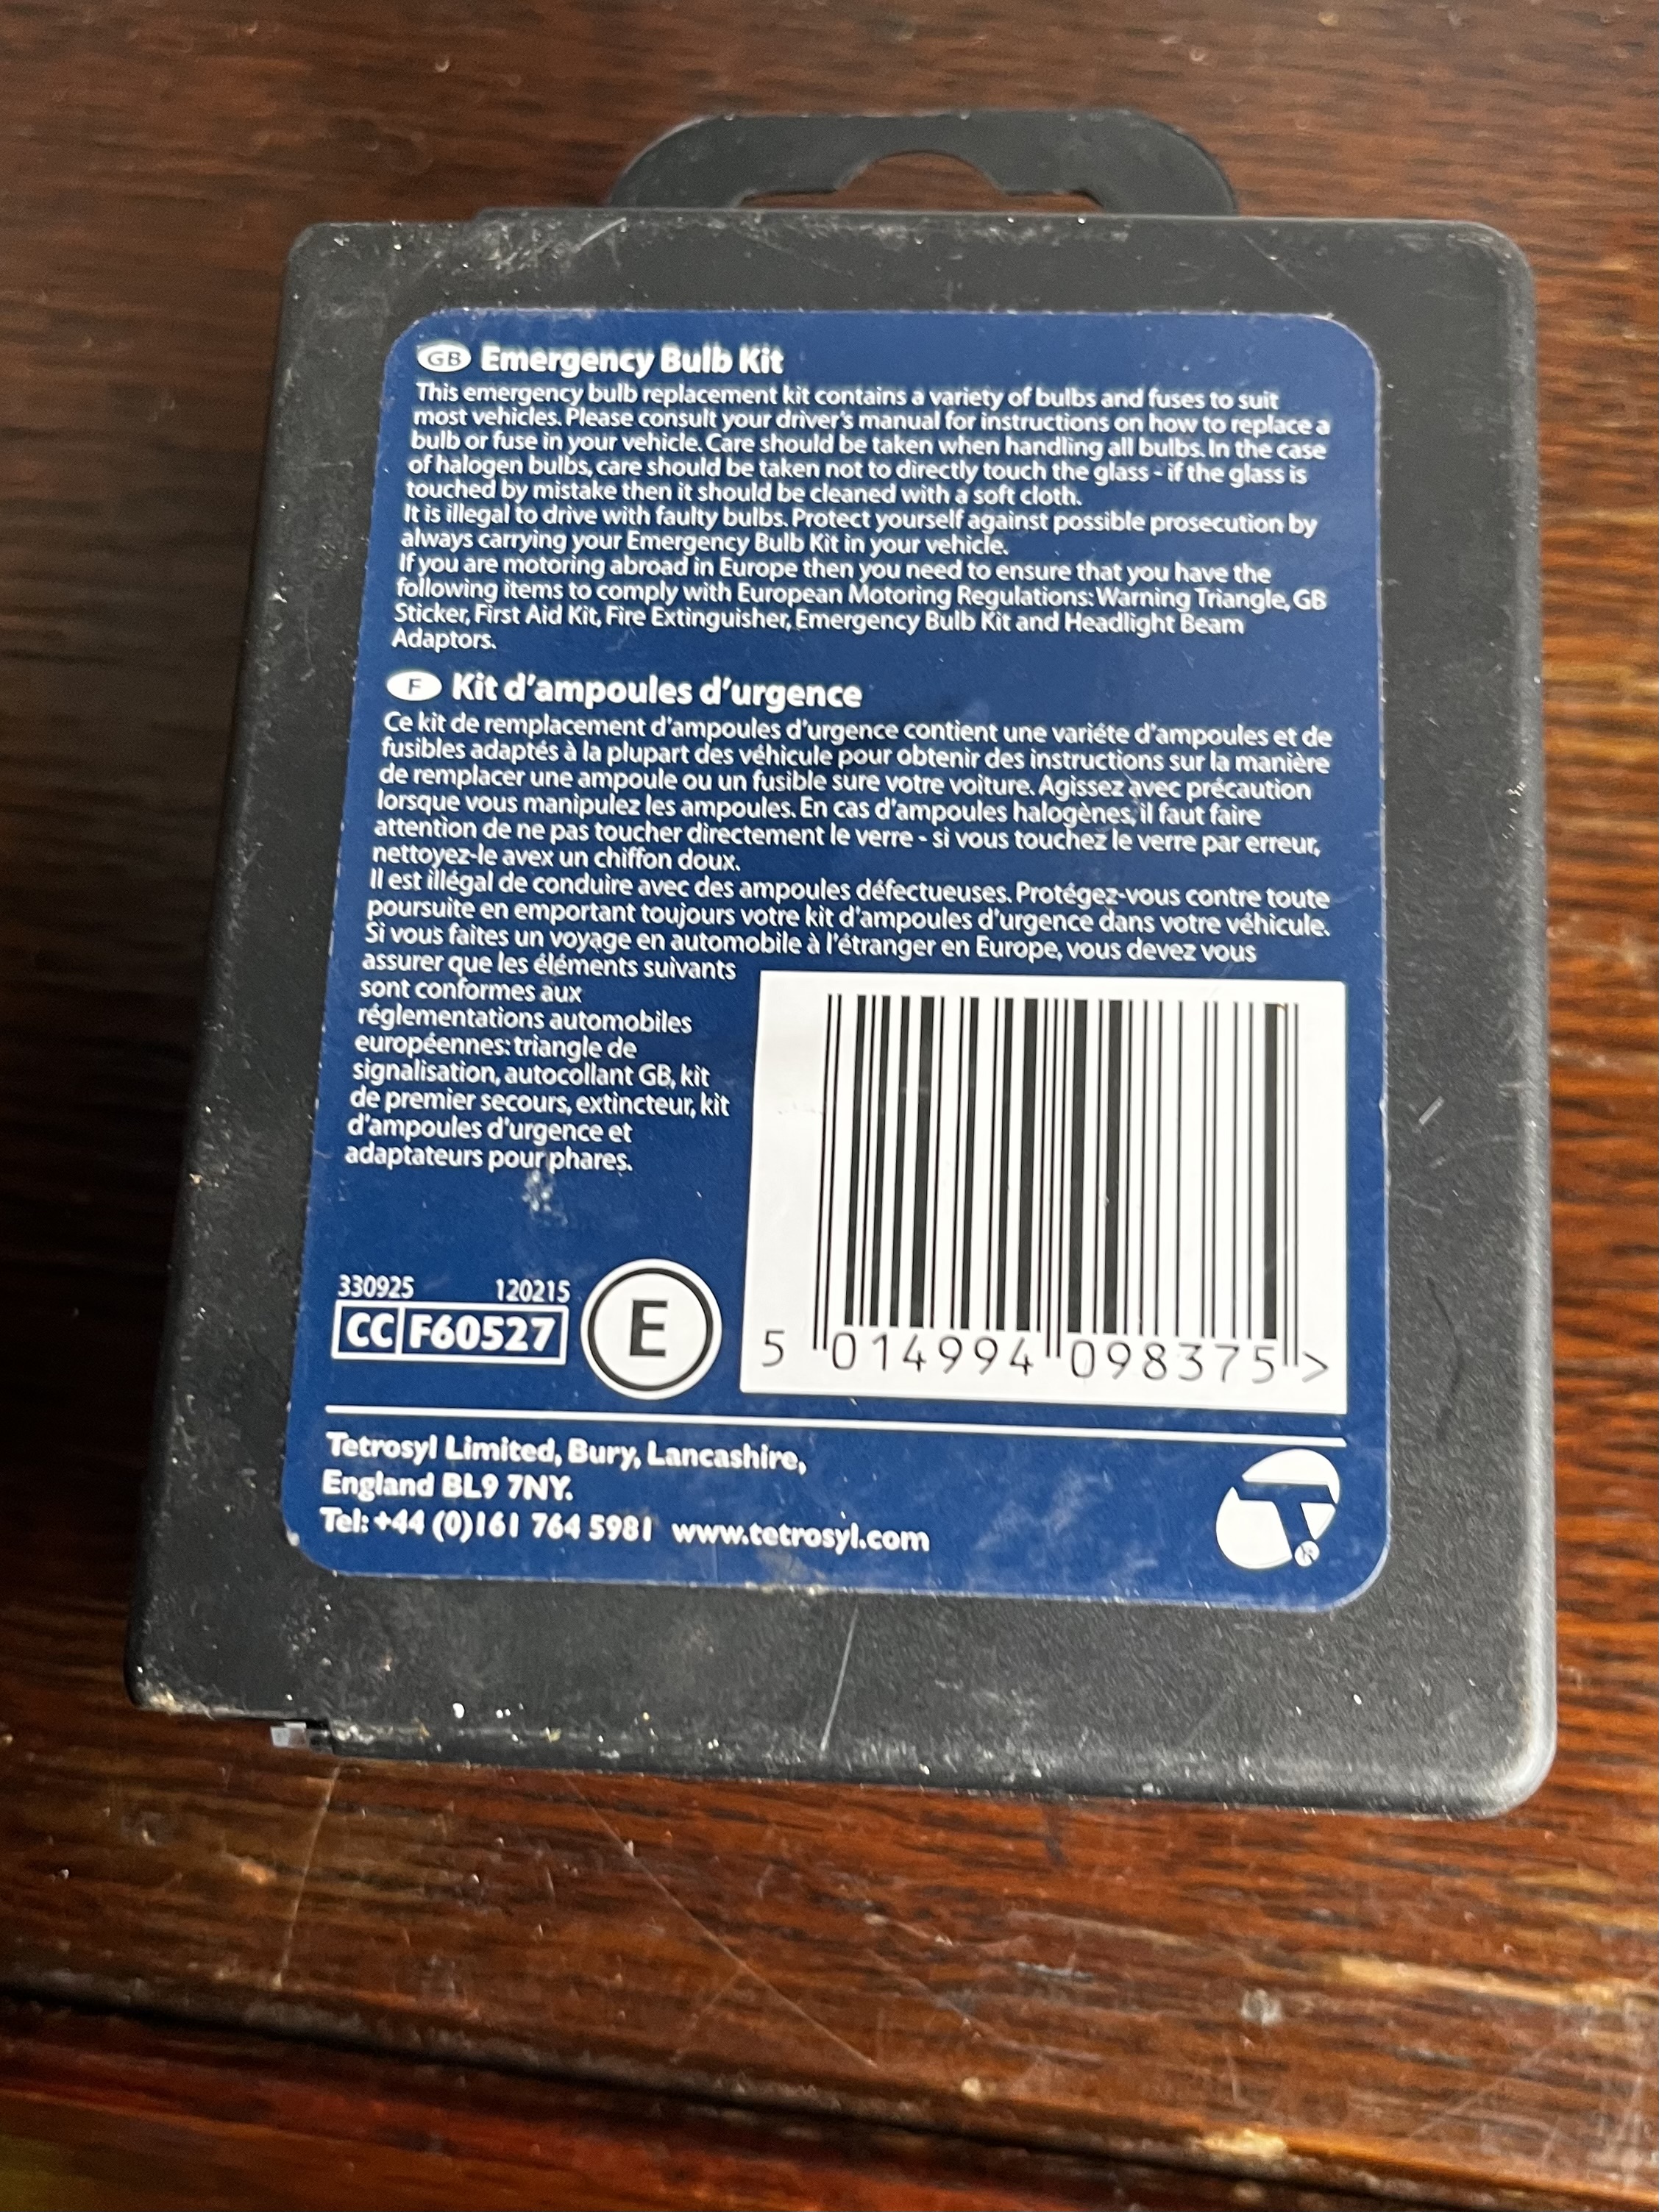 GB Emergency Bulb Kit
This emergency bulb replacement kit contains a variety of bulbs and fuses to suit
most vehicles. Please consult your driver's manual for instructions on how to replace a
bulb or fuse in your vehicle. Care should be taken when handling all bulbs. In the case
of halogen bulbs, care should be taken not to directly touch the glass - if the glass is
touched by mistake then it should be cleaned with a soft cloth.
It is illegal to drive with faulty bulbs. Protect yourself against possible prosecution by
always carrying your Emergency Bulb Kit in your vehicle.
If you are motoring abroad in Europe then you need to ensure that you have the
following items to comply with European Motoring Regulations: Warning Triangle, GB
Sticker, First Aid Kit, Fire Extinguisher, Emergency Bulb Kit and Headlight Beam
Adaptors.
F Kit d'ampoules d'urgence
Ce kit de remplacement d'ampoules d'urgence contient une variéte d'ampoules et de
fusibles adaptés à la plupart des véhicule pour obtenir des instructions sur la manière
de remplacer une ampoule ou un fusible sure votre voiture. Agissez avec précaution
lorsque vous manipulez les ampoules. En cas d'ampoules halogènes, il faut faire
attention de ne pas toucher directement le verre - si vous touchez le verre par erreur,
nettoyez-le avex un chiffon doux.
Il est illégal de conduire avec des ampoules défectueuses. Protégez-vous contre toute
poursuite en emportant toujours votre kit d'ampoules d'urgence dans votre véhicule.
Si vous faites un voyage en automobile à l'étranger en Europe, vous devez vous
assurer que les éléments suivants
sont conformes aux
réglementations automobiles
européennes: triangle de
signalisation, autocollant GB, kit
de premier secours, extincteur, kit
d'ampoules d'urgence et
adaptateurs pour phares.
330925 120215
CC F60527
E
5 014994 098375 >
Tetrosyl Limited, Bury, Lancashire,
England BL9 7NY.
Tel: +44 (0)161 764 5981 www.tetrosyl.com
T ®